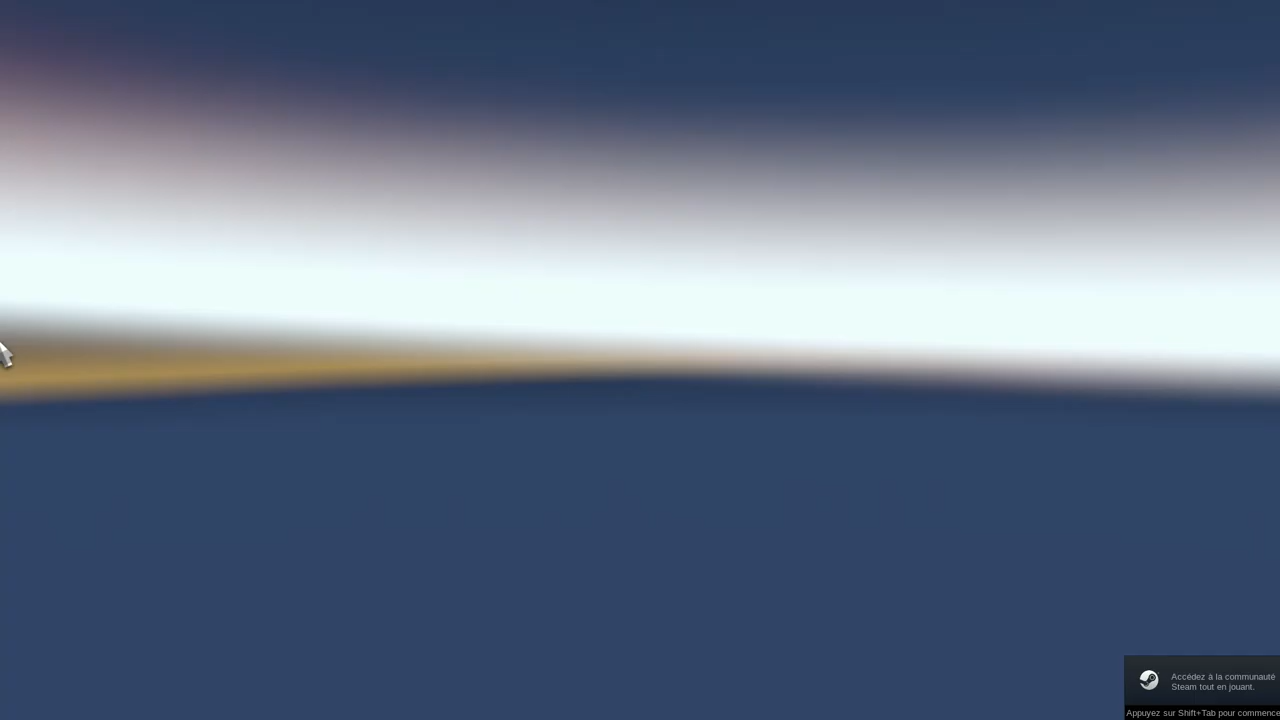 Accédez à la communauté
Steam tout en jouant.
Appuyez sur Shift+Tab pour commence